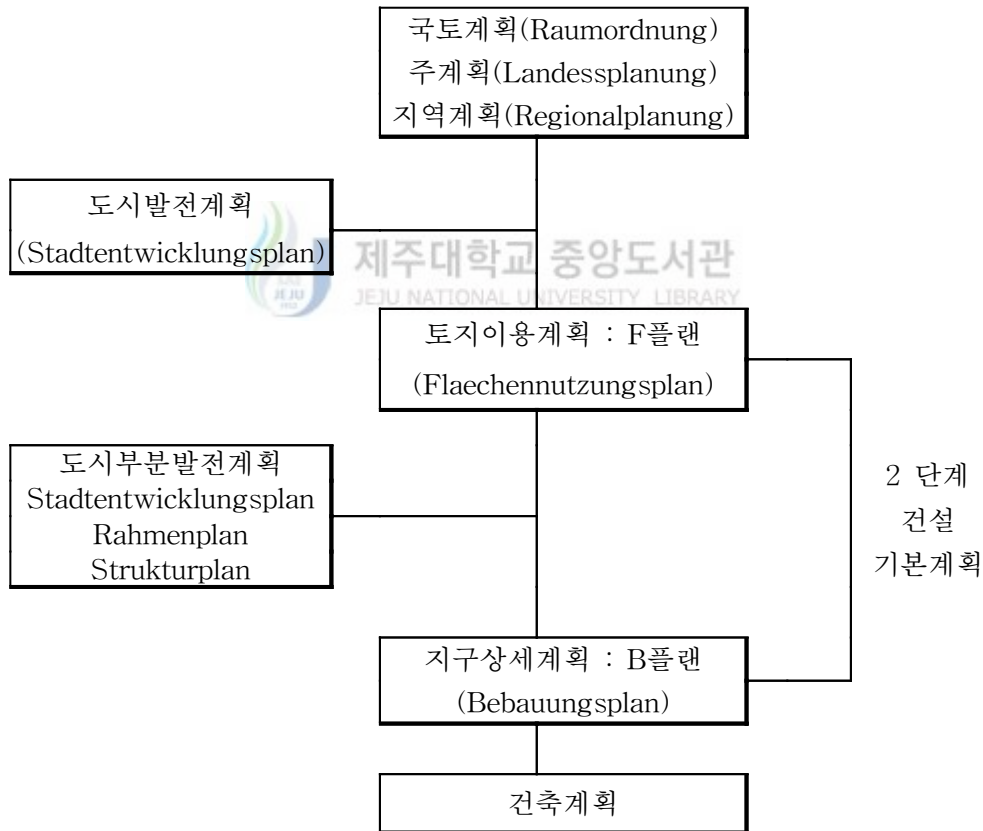 국토계획(Raumordnung)
주계획(Landessplanung)
지역계획(Regionalplanung)
도시발전계획
(Stadtentwicklungsplan)
제주대학교 중앙도서관
JEJU NATIONAL UNIVERSITY LIBRARY
JEJU
1952
토지이용계획 : F플랜
(Flaechennutzungsplan)
도시부분발전계획
Stadtentwicklungsplan
Rahmenplan
Strukturplan
2 단계
건설
기본계획
지구상세계획 : B플랜
(Bebauungsplan)
건축계획